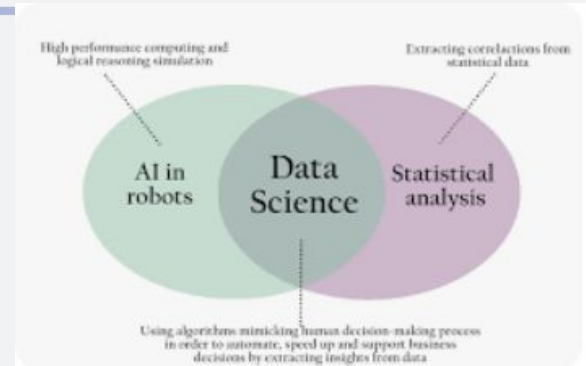 High performance computing and
logical reasoning simulation
Extracting correlactions from
statistical data
AI in
robots
Data
Science
Statistical
analysis
Using algorithms mimicking human decision-making process
in order to automate, speed up and support business
decisions by extracting insights from data